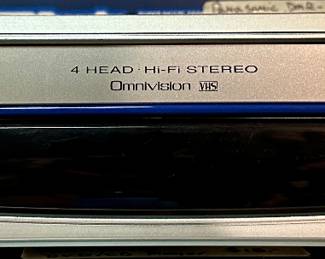 Panasonic DMR-
4 HEAD · Hi-Fi STEREO
Omnivision VHS